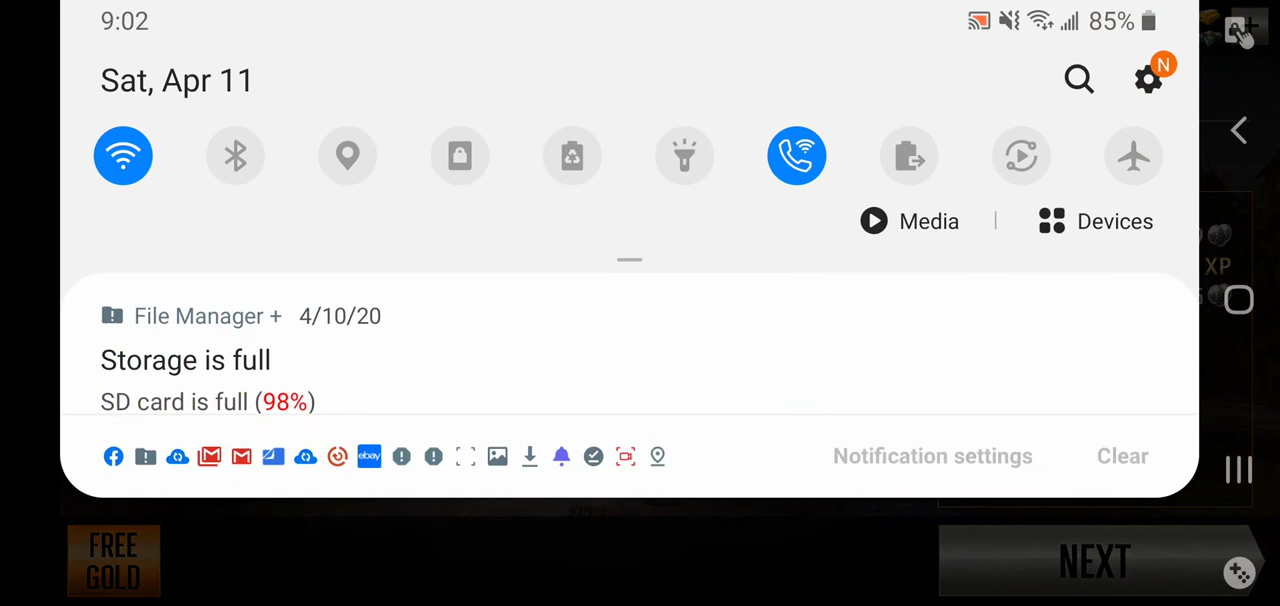 9:02
85%
Sat, Apr 11
N
Media | Devices
File Manager + 4/10/20
Storage is full
SD card is full (98%)
ebay
Notification settings
Clear
XP
FREE
GOLD
NEXT